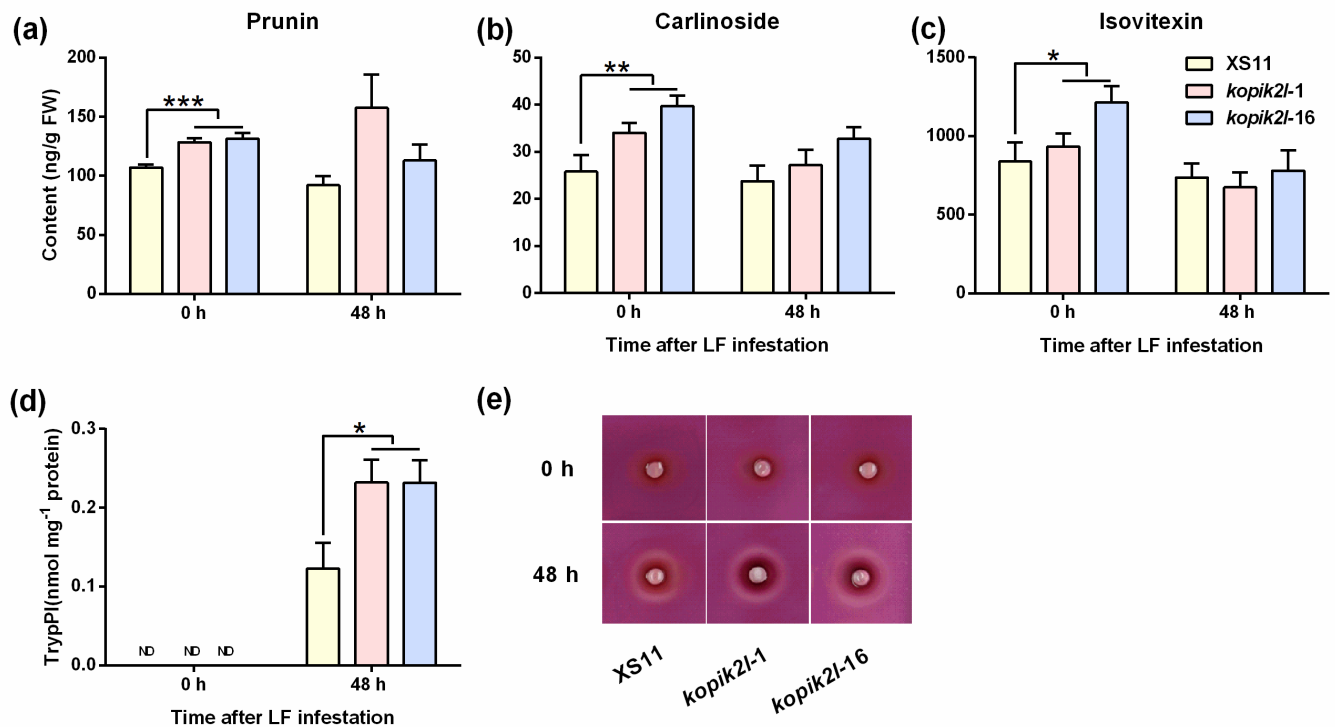 (a)
Prunin
Content (ng/g FW)
200
150
100
50
0
***
0 h
48 h
(b)
Carlinoside
50
40
30
20
10
0
**
0 h
48 h
Time after LF infestation
(c)
Isovitexin
1500
1000
500
0
*
XS11
kopik2l-1
kopik2l-16
0 h
48 h
Time after LF infestation
(d)
TrypPI(nmol mg-1 protein)
0.3
0.2
0.1
0.0
*
ND ND ND
0 h
48 h
Time after LF infestation
(e)
0 h
48 h
XS11
kopik2l-1
kopik2l-16